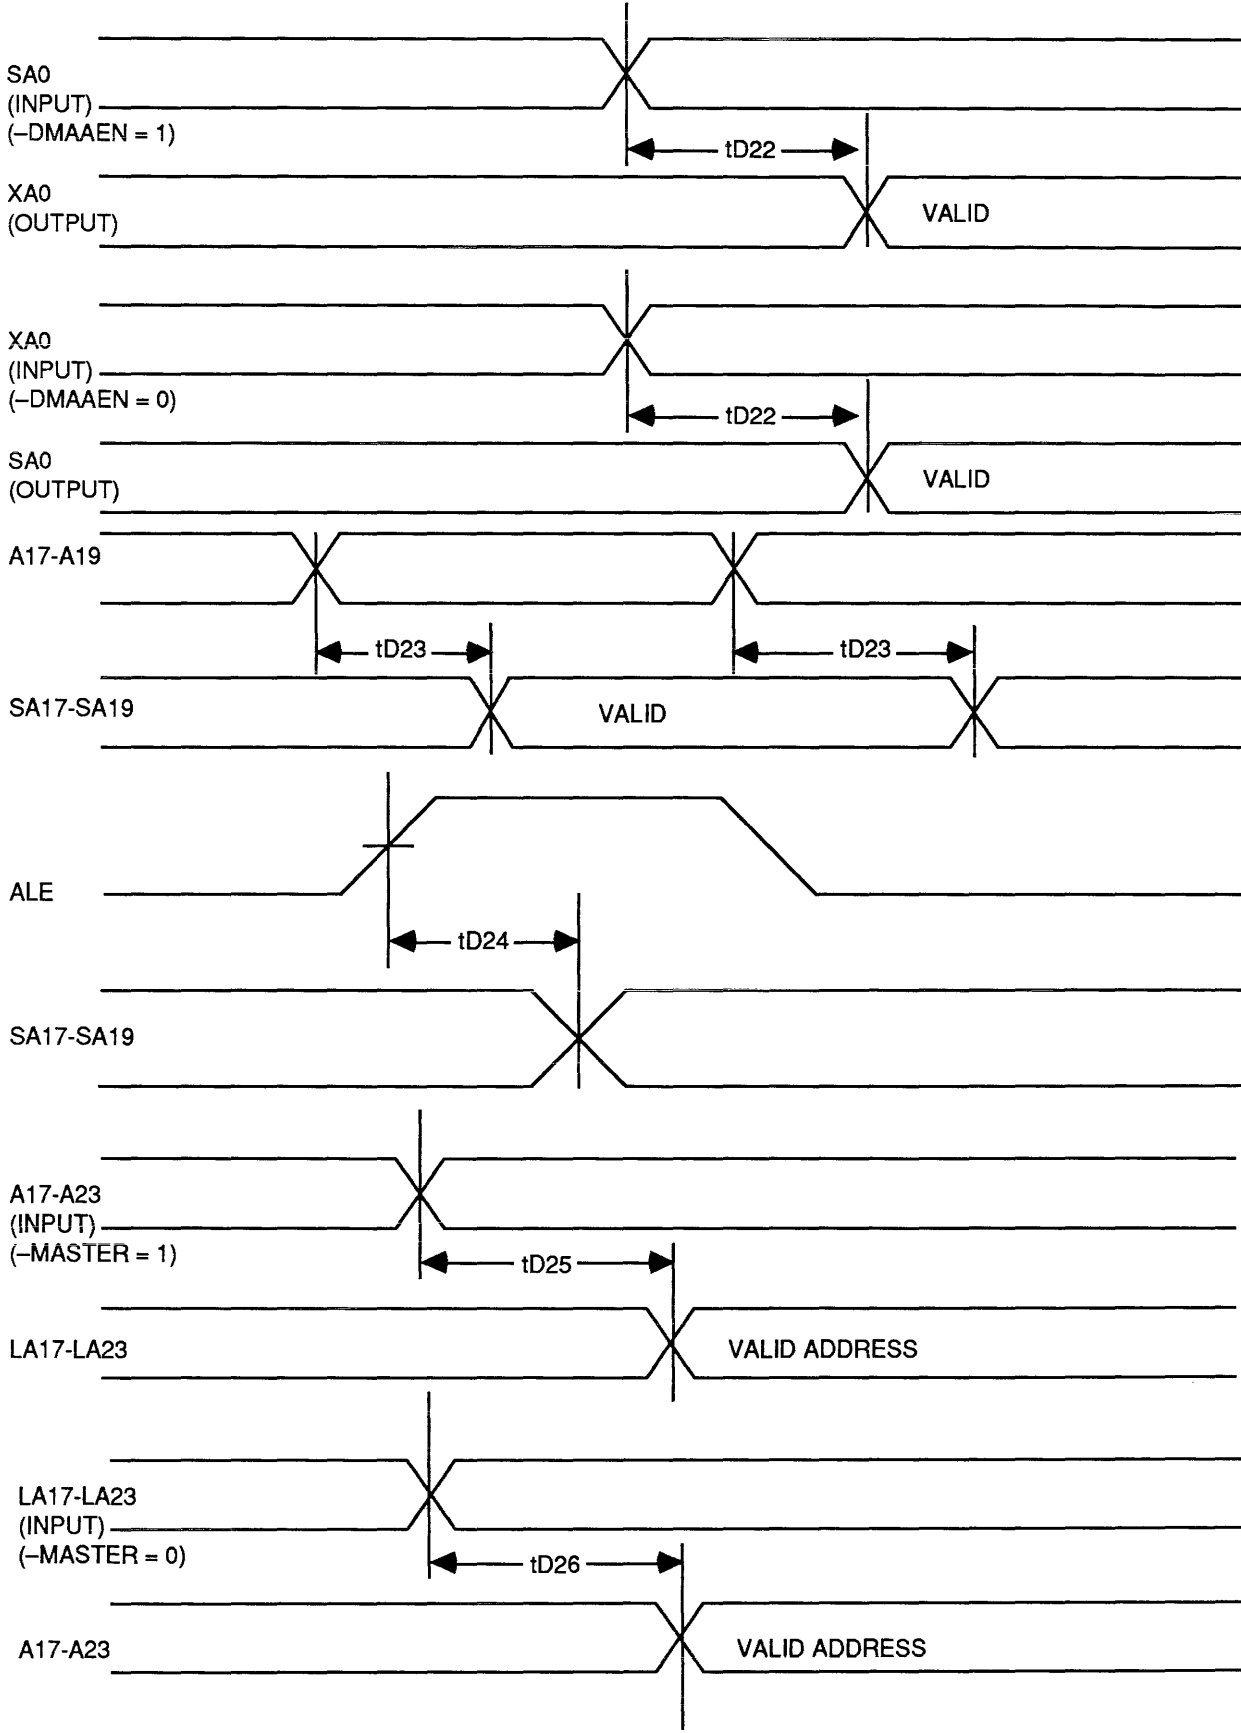 SA0
(INPUT)
(–DMAAEN = 1)
tD22
XA0
(OUTPUT)
VALID
XA0
(INPUT)
(–DMAAEN = 0)
tD22
SA0
(OUTPUT)
VALID
A17-A19
tD23
tD23
SA17-SA19
VALID
ALE
tD24
SA17-SA19
A17-A23
(INPUT)
(–MASTER = 1)
tD25
LA17-LA23
VALID ADDRESS
LA17-LA23
(INPUT)
(–MASTER = 0)
tD26
A17-A23
VALID ADDRESS